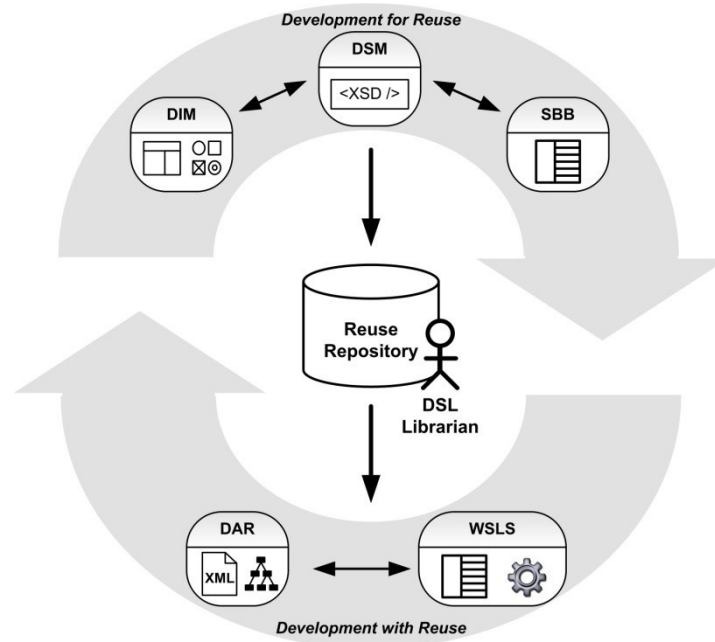 Development for Reuse
DSM
<XSD />
DIM
SBB
Reuse
Repository
DSL
Librarian
DAR
XML
WSLS
Development with Reuse